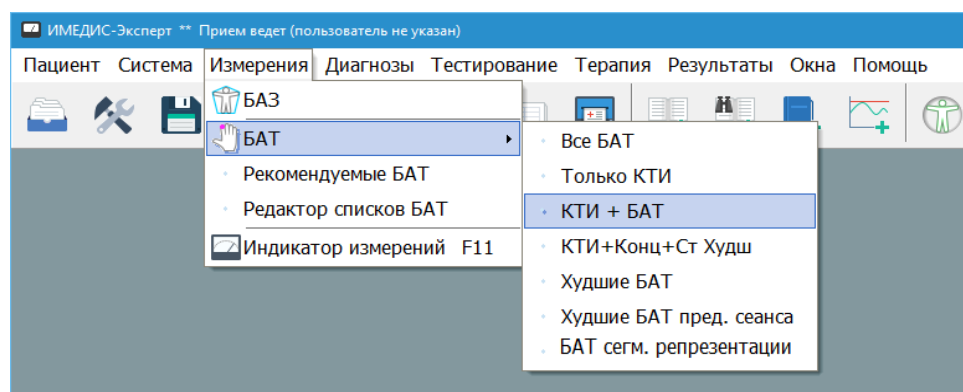 ИМЕДИС-Эксперт ** Прием ведет (пользователь не указан)
Пациент Система Измерения Диагнозы Тестирование Терапия Результаты Окна Помощь
БАЗ
БАТ
Рекомендуемые БАТ
Редактор списков БАТ
Индикатор измерений F11
Все БАТ
Только КТИ
КТИ + БАТ
КТИ+Конц+Ст Худш
Худшие БАТ
Худшие БАТ пред. сеанса
БАТ сегм. репрезентации